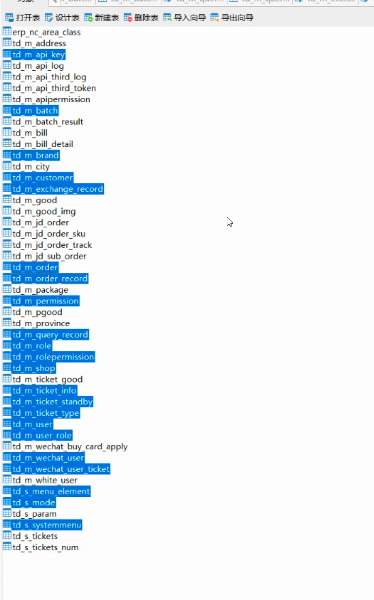 打开表 设计表 新建表 删除表 导入向导 导出向导
erp_nc_area_class
td_m_address
td_m_api_key
td_m_api_log
td_m_api_third_log
td_m_api_third_token
td_m_apipermission
td_m_batch
td_m_batch_result
td_m_bill
td_m_bill_detail
td_m_brand
td_m_city
td_m_customer
td_m_exchange_record
td_m_good
td_m_good_img
td_m_jd_order
td_m_jd_order_sku
td_m_jd_order_track
td_m_jd_sub_order
td_m_order
td_m_order_record
td_m_package
td_m_permission
td_m_pgood
td_m_province
td_m_query_record
td_m_role
td_m_rolepermission
td_m_shop
td_m_ticket_good
td_m_ticket_info
td_m_ticket_standby
td_m_ticket_type
td_m_user
td_m_user_role
td_m_wechat_buy_card_apply
td_m_wechat_user
td_m_wechat_user_ticket
td_m_white_user
td_s_menu_element
td_s_mode
td_s_param
td_s_systemmenu
td_s_tickets
td_s_tickets_num